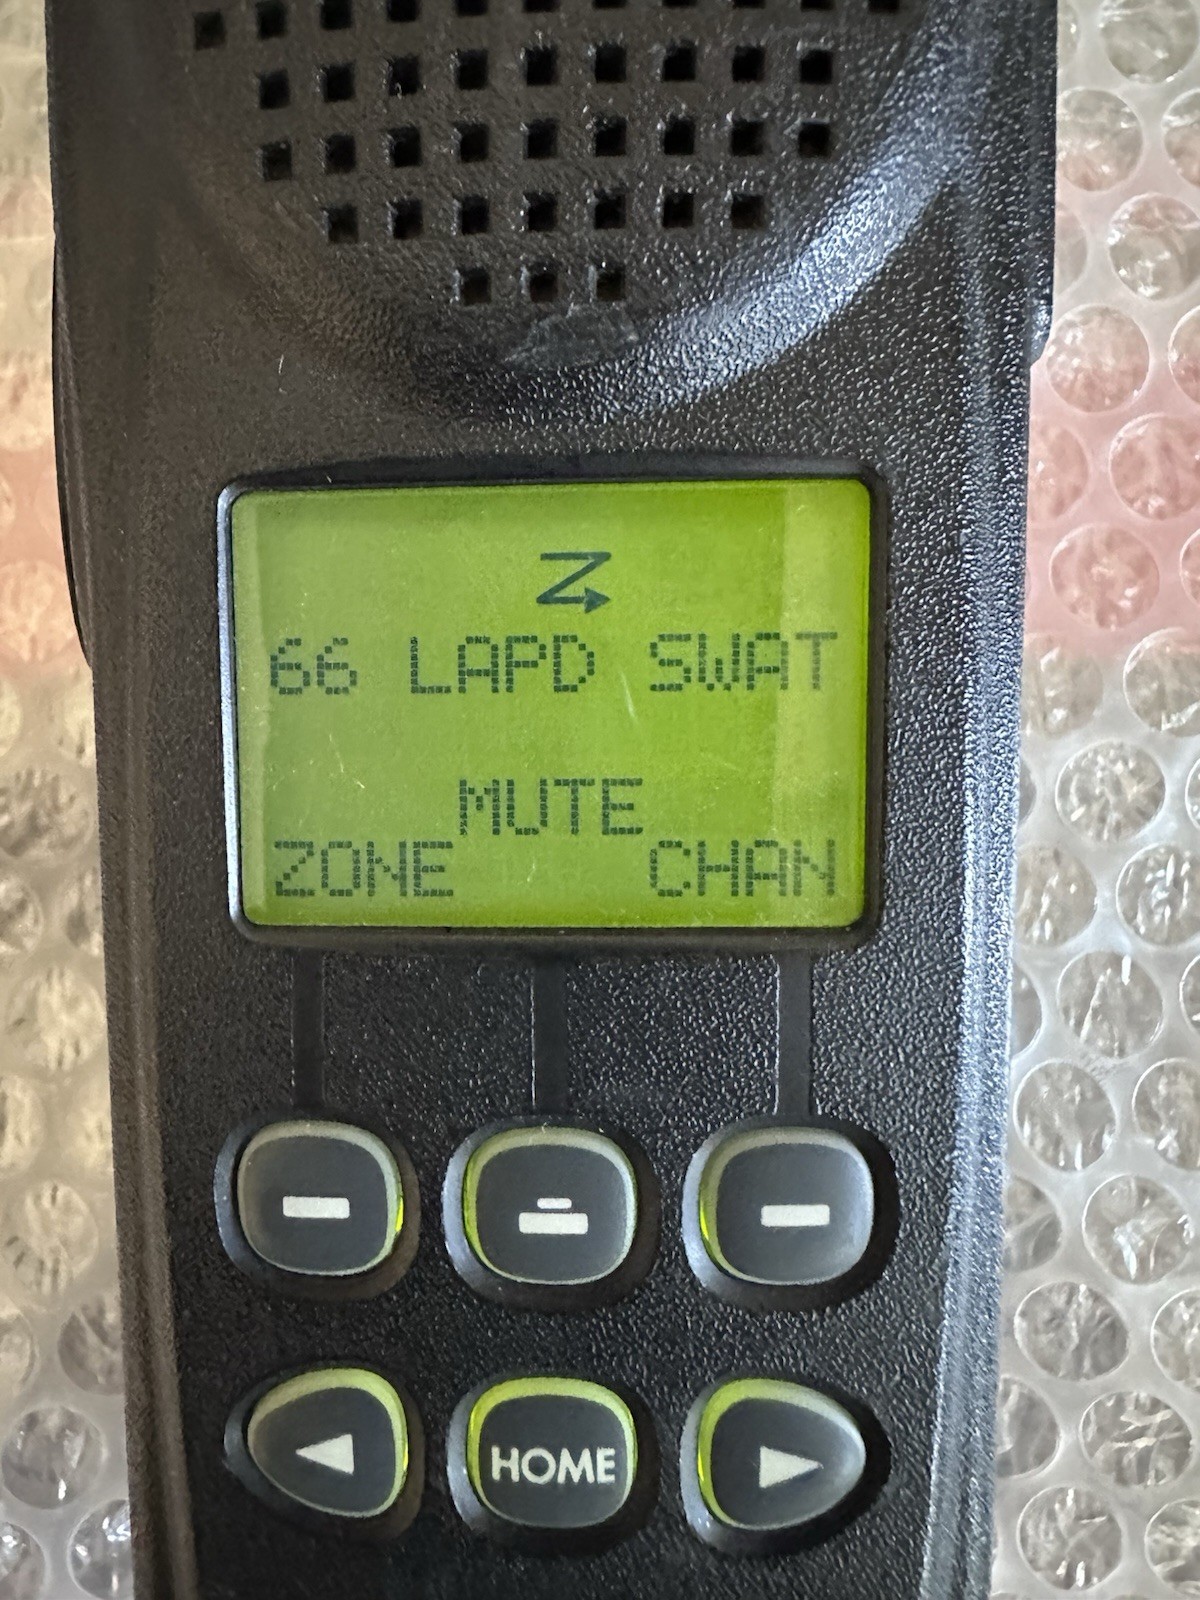 66 LAPD SWAT
MUTE
ZONE CHAN
HOME